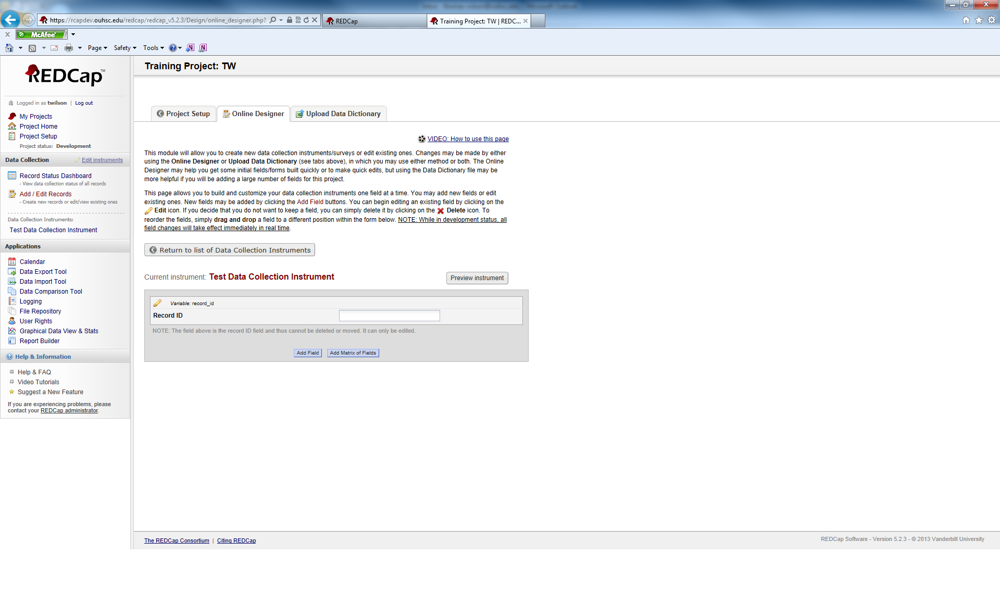 https://rcapdev.ouhsc.edu/redcap/redcap_v5.2.3/Design/online_designer.php?
REDCap
Training Project: TW | REDC...
McAfee
Page
Safety
Tools
REDCap™
Logged in as twilson | Log out
My Projects
Project Home
Project Setup
Project status: Development
Data Collection
Edit instruments
Record Status Dashboard
- View data collection status of all records
Add / Edit Records
- Create new records or edit/view existing ones
Data Collection Instruments:
Test Data Collection Instrument
Applications
Calendar
Data Export Tool
Data Import Tool
Data Comparison Tool
Logging
File Repository
User Rights
Graphical Data View & Stats
Report Builder
Help & Information
Help & FAQ
Video Tutorials
Suggest a New Feature
If you are experiencing problems, please
contact your REDCap administrator.
Training Project: TW
Project Setup
Online Designer
Upload Data Dictionary
VIDEO: How to use this page
This module will allow you to create new data collection instruments/surveys or edit existing ones. Changes may be made by either
using the Online Designer or Upload Data Dictionary (see tabs above), in which you may use either method or both. The Online
Designer may help you get some initial fields/forms built quickly or to make quick edits, but using the Data Dictionary file may be
more helpful if you will be adding a large number of fields for this project.
This page allows you to build and customize your data collection instruments one field at a time. You may add new fields or edit
existing ones. New fields may be added by clicking the Add Field buttons. You can begin editing an existing field by clicking on the
Edit icon. If you decide that you do not want to keep a field, you can simply delete it by clicking on the Delete icon. To
reorder the fields, simply drag and drop a field to a different position within the form below. NOTE: While in development status, all
field changes will take effect immediately in real time.
Return to list of Data Collection Instruments
Current instrument: Test Data Collection Instrument
Preview instrument
Variable: record_id
Record ID
NOTE: The field above is the record ID field and thus cannot be deleted or moved. It can only be edited.
Add Field
Add Matrix of Fields
The REDCap Consortium | Citing REDCap
REDCap Software - Version 5.2.3 - © 2013 Vanderbilt University